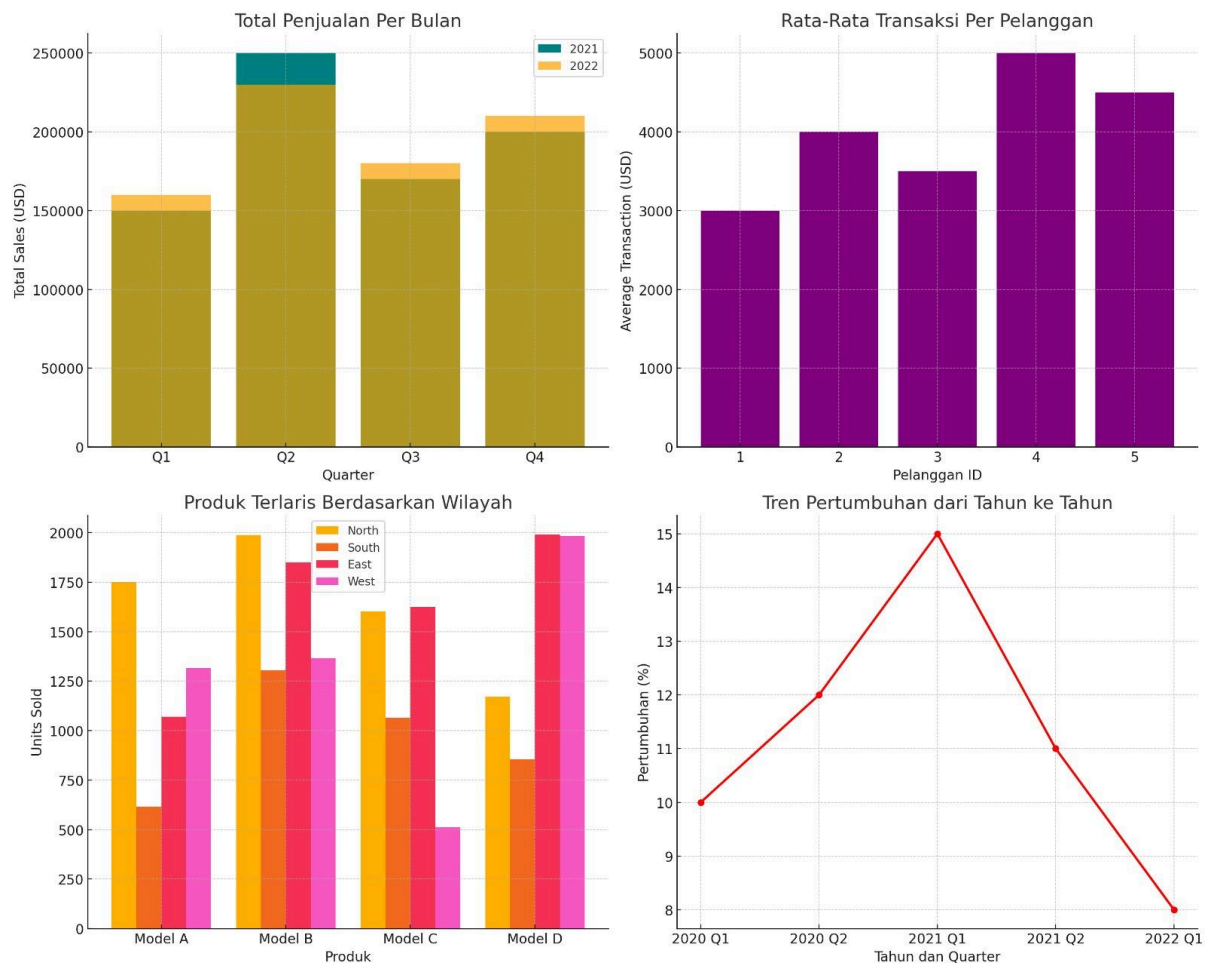 Total Penjualan Per Bulan
Total Sales (USD)
250000
200000
150000
100000
50000
0
2021
2022
Q1 Q2 Q3 Q4
Quarter
Rata-Rata Transaksi Per Pelanggan
Average Transaction (USD)
5000
4000
3000
2000
1000
0
1 2 3 4 5
Pelanggan ID
Produk Terlaris Berdasarkan Wilayah
Units Sold
2000
1750
1500
1250
1000
750
500
250
0
North
South
East
West
Model A Model B Model C Model D
Produk
Tren Pertumbuhan dari Tahun ke Tahun
Pertumbuhan (%)
15
14
13
12
11
10
9
8
2020 Q1 2020 Q2 2021 Q1 2021 Q2 2022 Q1
Tahun dan Quarter